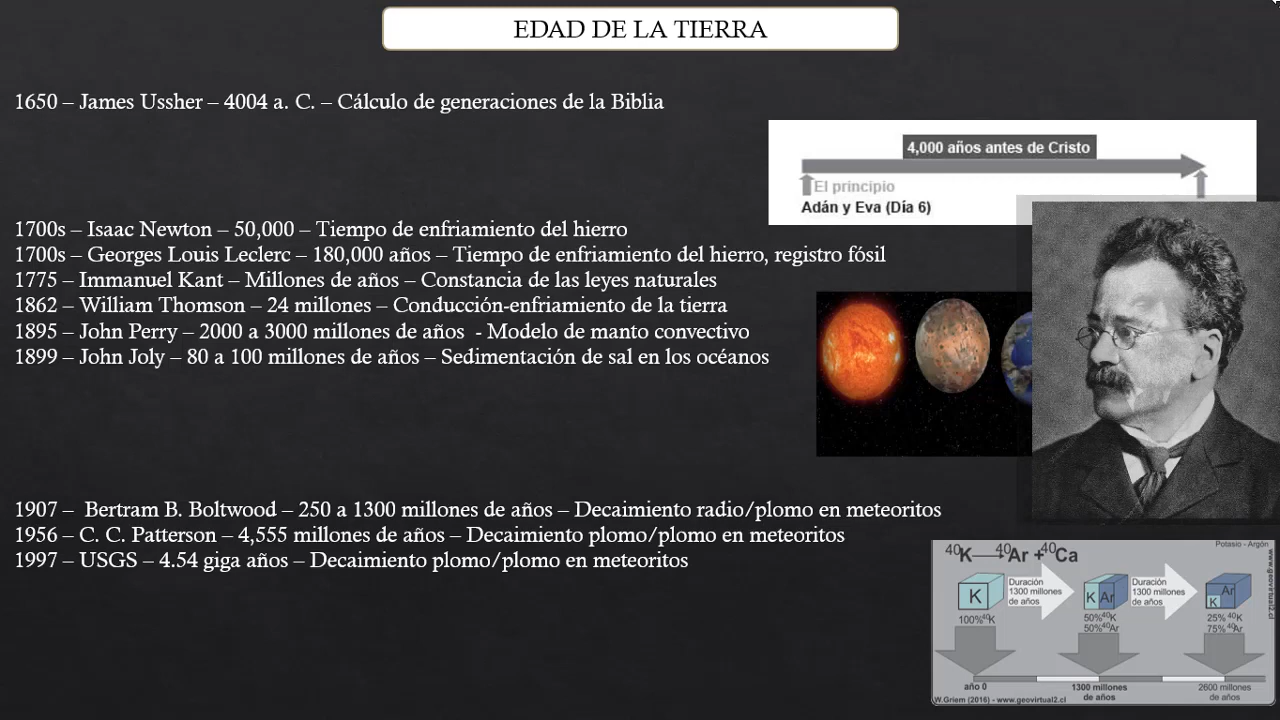 EDAD DE LA TIERRA
1650 – James Ussher – 4004 a. C. – Cálculo de generaciones de la Biblia
4,000 años antes de Cristo
El principio
Adán y Eva (Día 6)
1700s – Isaac Newton – 50,000 – Tiempo de enfriamiento del hierro
1700s – Georges Louis Leclerc – 180,000 años – Tiempo de enfriamiento del hierro, registro fósil
1775 – Immanuel Kant – Millones de años – Constancia de las leyes naturales
1862 – William Thomson – 24 millones – Conducción-enfriamiento de la tierra
1895 – John Perry – 2000 a 3000 millones de años - Modelo de manto convectivo
1899 – John Joly – 80 a 100 millones de años – Sedimentación de sal en los océanos
1907 – Bertram B. Boltwood – 250 a 1300 millones de años – Decaimiento radio/plomo en meteoritos
1956 – C. C. Patterson – 4,555 millones de años – Decaimiento plomo/plomo en meteoritos
1997 – USGS – 4.54 giga años – Decaimiento plomo/plomo en meteoritos
Potasio - Argón
40K → 40Ar + 40Ca
www.geovirtual2.cl
Duración
1300 millones
de años
Duración
1300 millones
de años
K
K Ar
Ar
K
100% 40K
50% 40K
50% 40Ar
25% 40K
75% 40Ar
año 0
1300 millones
de años
2600 millones
de años
W.Griem (2016) - www.geovirtual2.cl